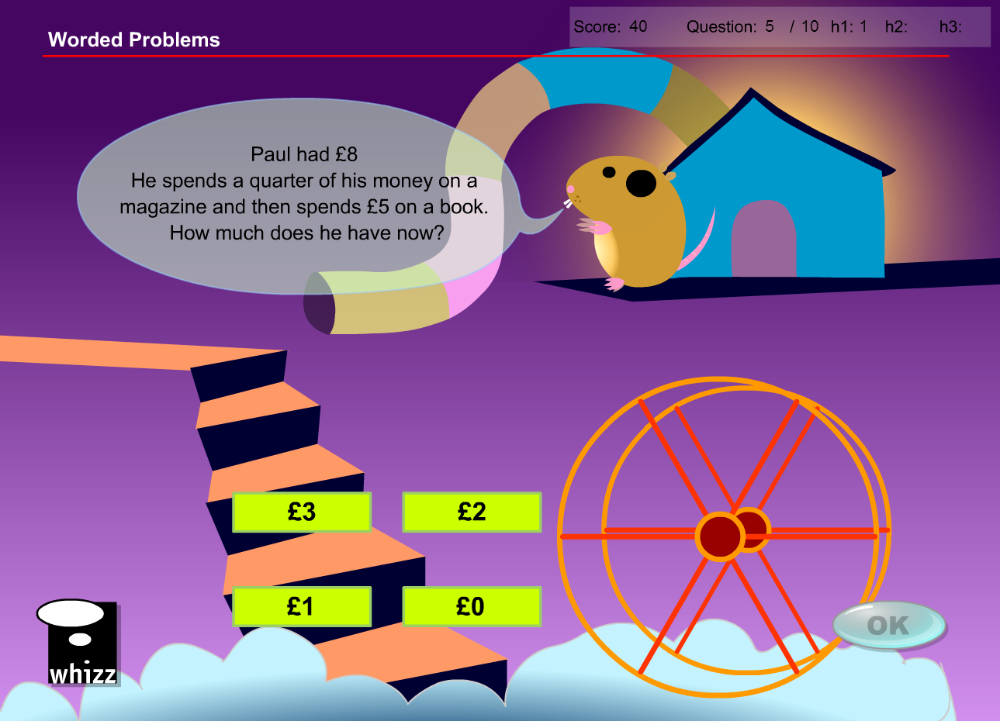 Worded Problems
Score: 40 Question: 5 / 10 h1: 1 h2: h3:
Paul had £8
He spends a quarter of his money on a
magazine and then spends £5 on a book.
How much does he have now?
£3 £2
£1 £0
OK
whizz